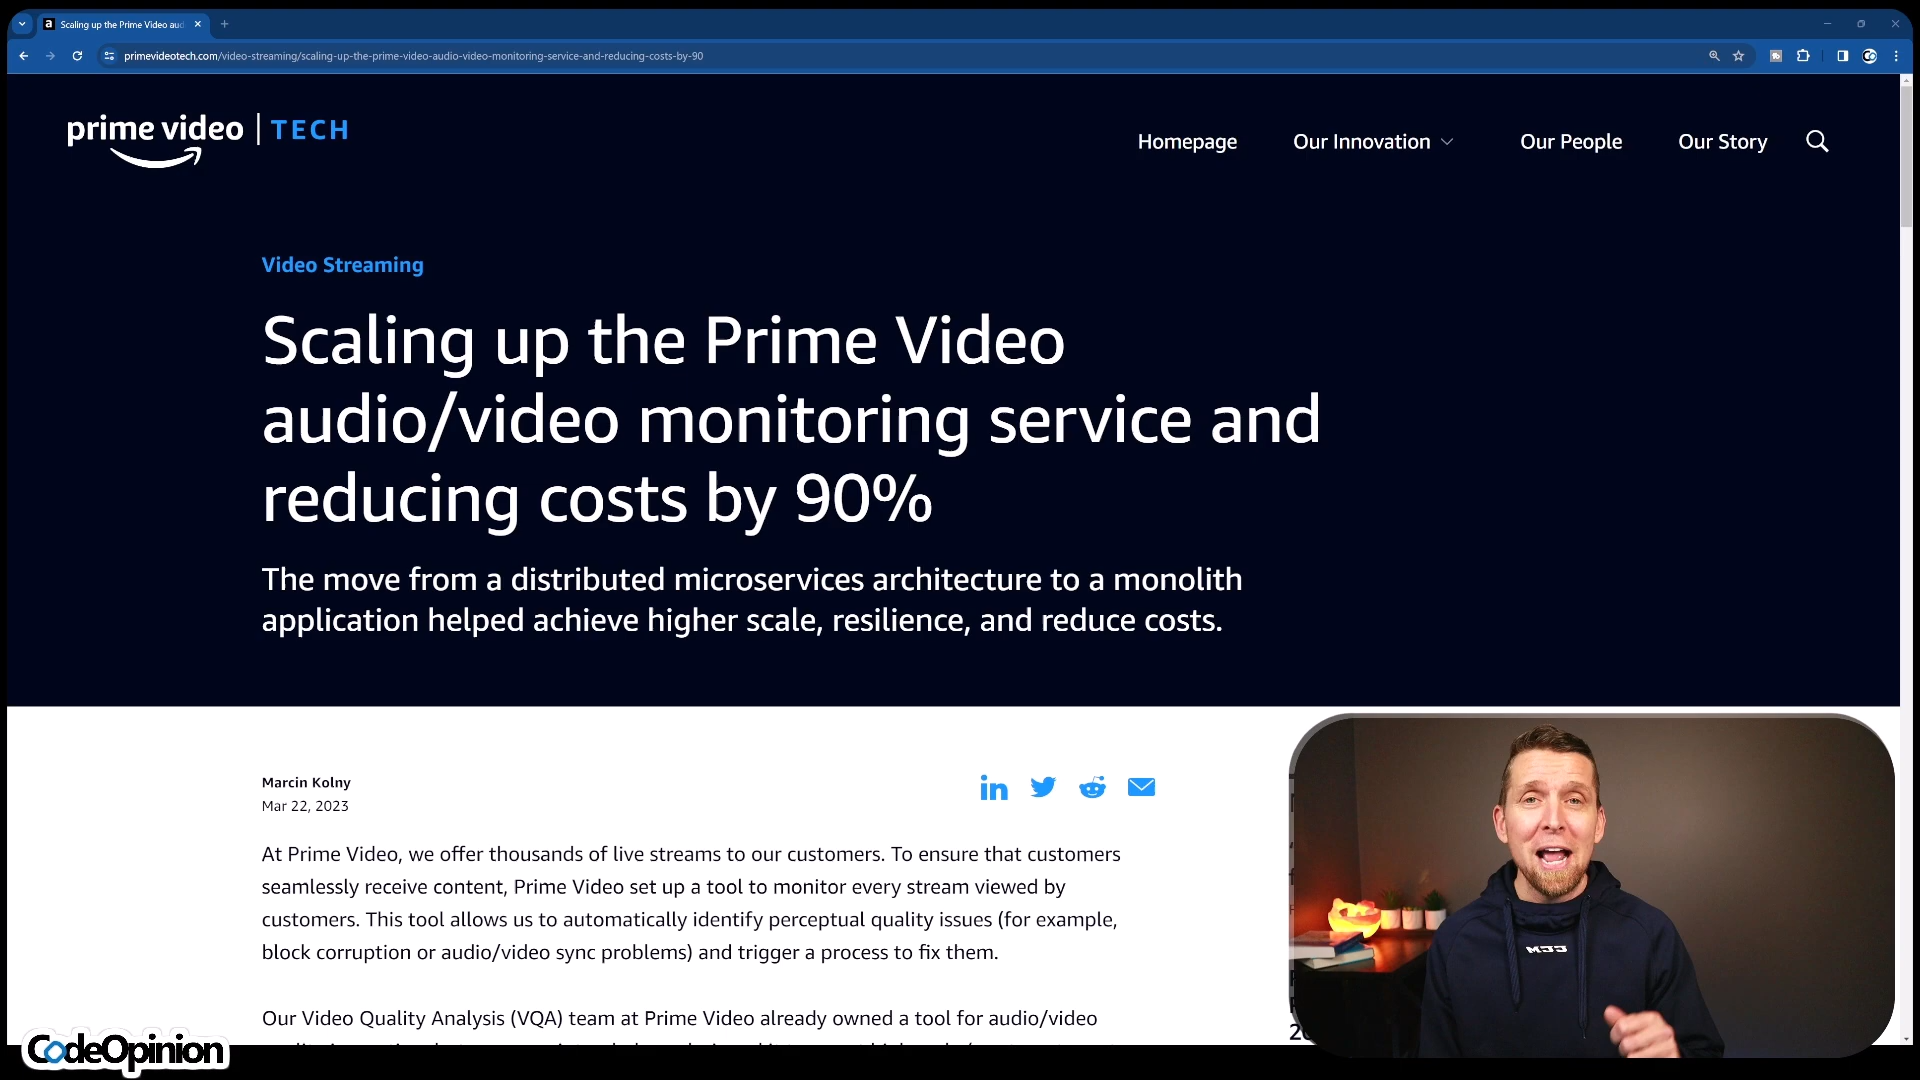 Scaling up the Prime Video aud
primevideotech.com/video-streaming/scaling-up-the-prime-video-audio-video-monitoring-service-and-reducing-costs-by-90
prime video | TECH
Homepage
Our Innovation
Our People
Our Story
Video Streaming
Scaling up the Prime Video
audio/video monitoring service and
reducing costs by 90%
The move from a distributed microservices architecture to a monolith
application helped achieve higher scale, resilience, and reduce costs.
Marcin Kolny
Mar 22, 2023
in
At Prime Video, we offer thousands of live streams to our customers. To ensure that customers
seamlessly receive content, Prime Video set up a tool to monitor every stream viewed by
customers. This tool allows us to automatically identify perceptual quality issues (for example,
block corruption or audio/video sync problems) and trigger a process to fix them.
Our Video Quality Analysis (VQA) team at Prime Video already owned a tool for audio/video
CodeOpinion